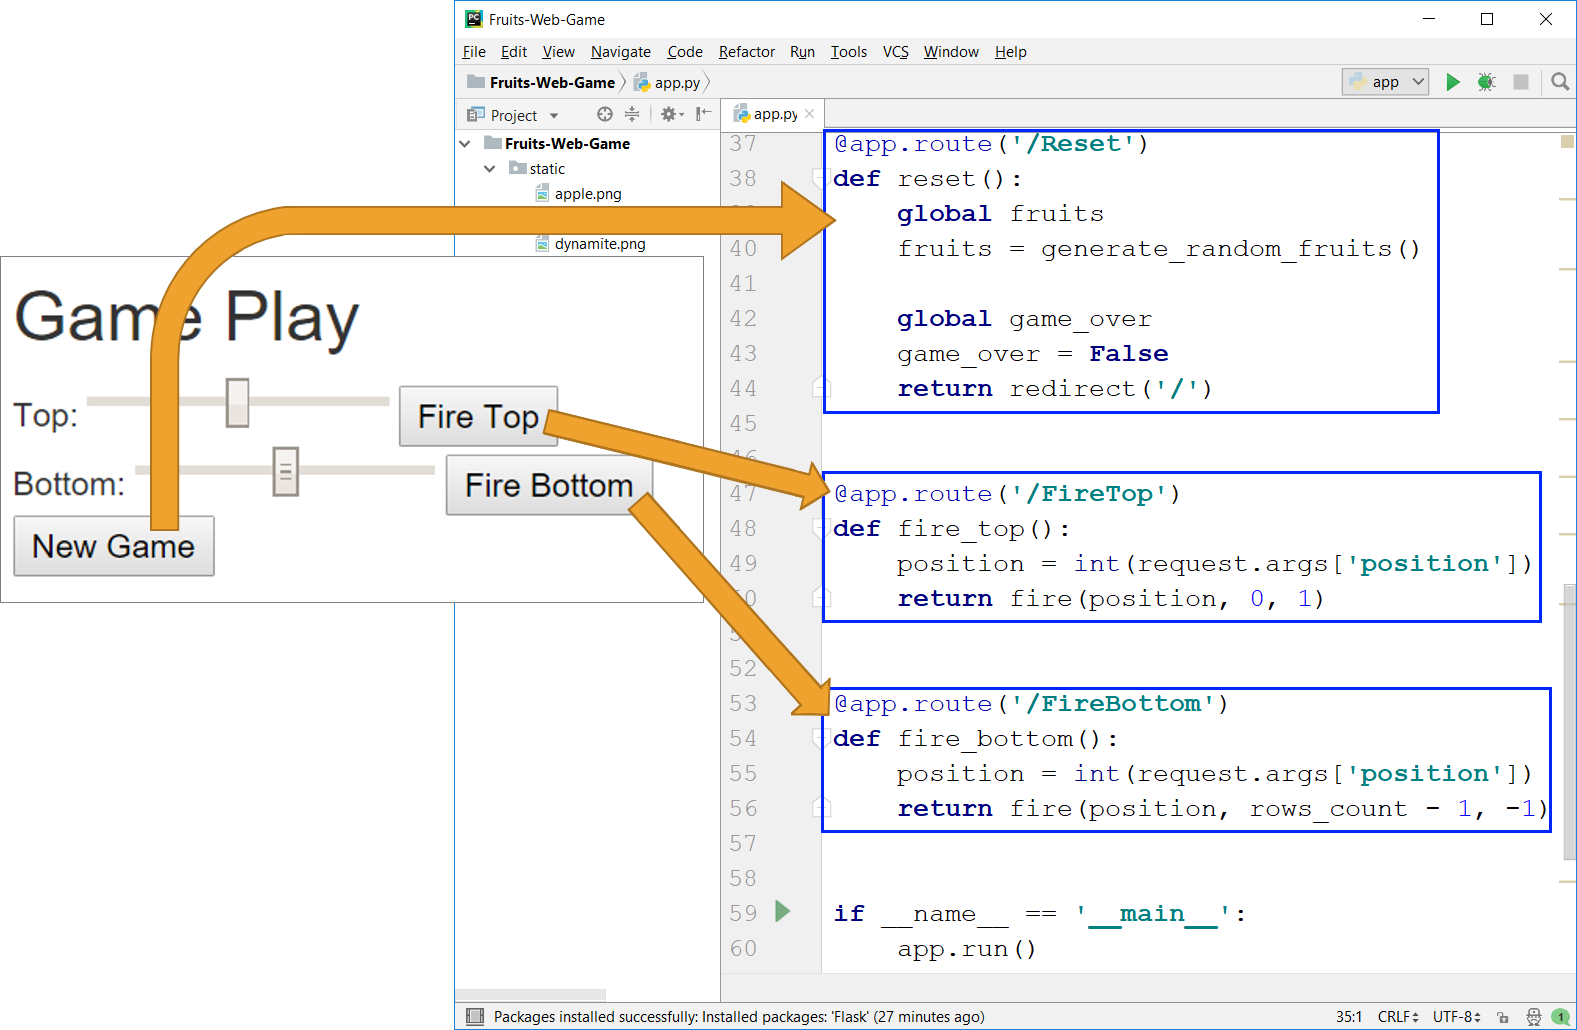 Fruits-Web-Game
File Edit View Navigate Code Refactor Run Tools VCS Window Help
Fruits-Web-Game app.py app
Project app.py
Fruits-Web-Game
static
apple.png
dynamite.png
Game Play
Top: Fire Top
Bottom: Fire Bottom
New Game
37 @app.route('/Reset')
38 def reset():
global fruits
40 fruits = generate_random_fruits()
41
42 global game_over
43 game_over = False
44 return redirect('/')
45
46
47 @app.route('/FireTop')
48 def fire_top():
49 position = int(request.args['position'])
return fire(position, 0, 1)
52
53 @app.route('/FireBottom')
54 def fire_bottom():
55 position = int(request.args['position'])
56 return fire(position, rows_count - 1, -1)
57
58
59 if __name__ == '__main__':
60 app.run()
Packages installed successfully: Installed packages: 'Flask' (27 minutes ago) 35:1 CRLF UTF-8 1